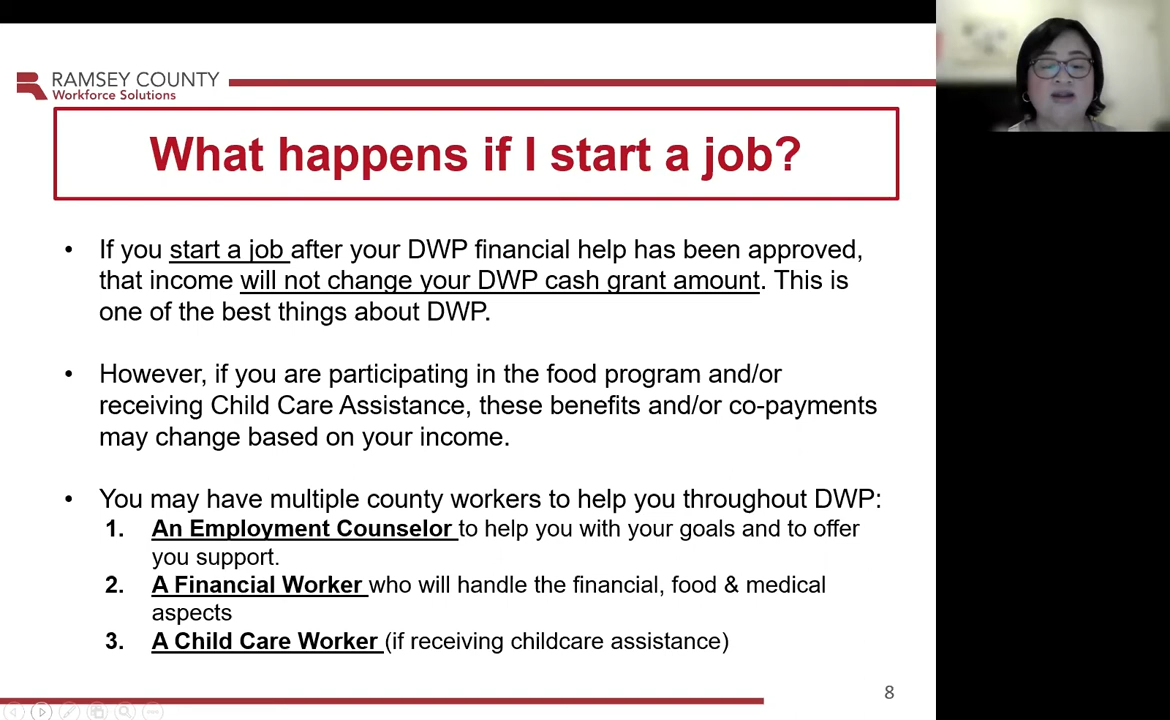 RAMSEY COUNTY
Workforce Solutions
What happens if I start a job?
• If you start a job after your DWP financial help has been approved,
that income will not change your DWP cash grant amount. This is
one of the best things about DWP.
• However, if you are participating in the food program and/or
receiving Child Care Assistance, these benefits and/or co-payments
may change based on your income.
• You may have multiple county workers to help you throughout DWP:
1. An Employment Counselor to help you with your goals and to offer
you support.
2. A Financial Worker who will handle the financial, food & medical
aspects
3. A Child Care Worker (if receiving childcare assistance)
8